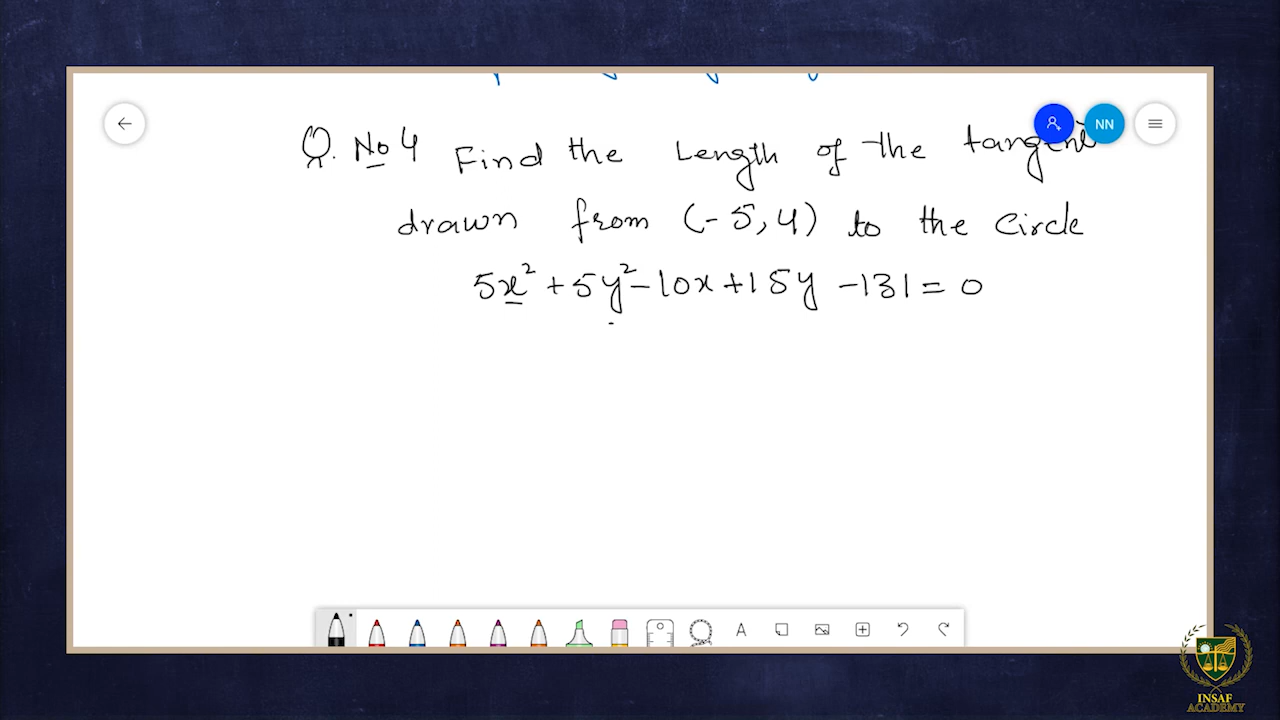 NN
Q. No 4 Find the Length of the tangent
drawn from (-5, 4) to the Circle
5x² + 5y² - 10x + 15y - 131 = 0
A
INSAF
ACADEMY